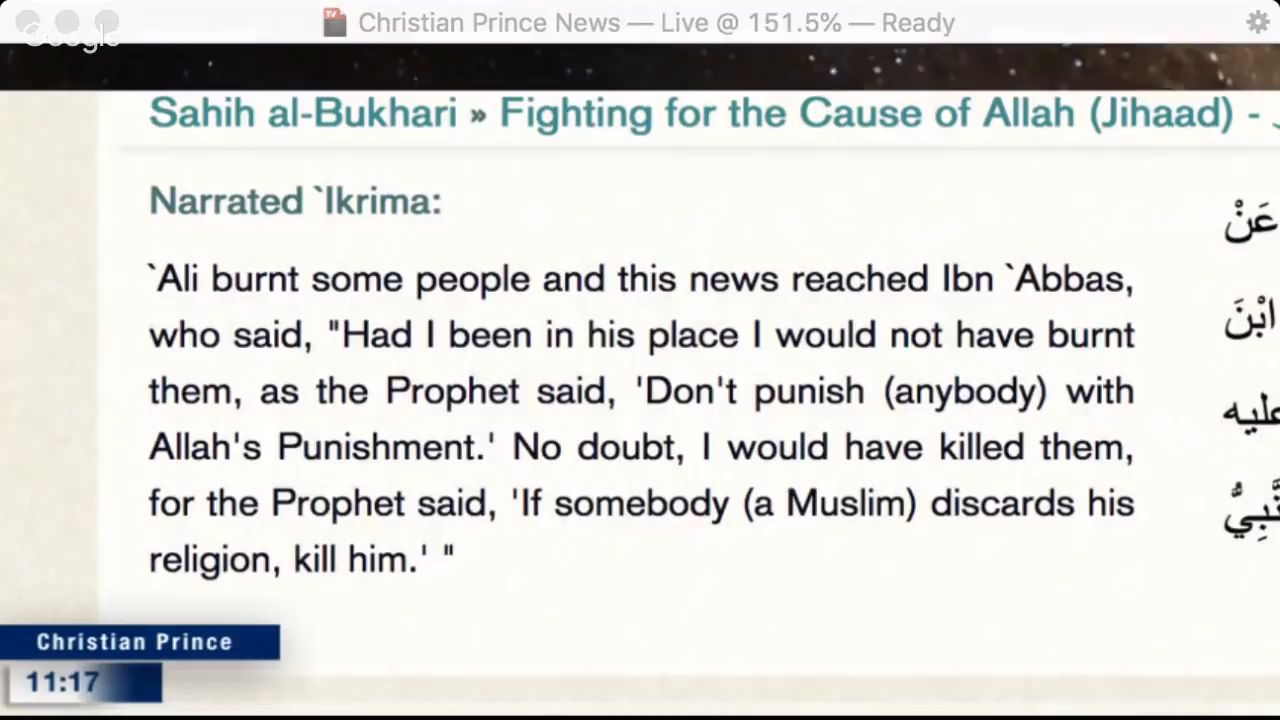 Christian Prince News — Live @ 151.5% — Ready
Google
Sahih al-Bukhari » Fighting for the Cause of Allah (Jihaad) -
Narrated `Ikrima:
عَنْ
`Ali burnt some people and this news reached Ibn `Abbas,
ابْنَ
who said, "Had I been in his place I would not have burnt
them, as the Prophet said, 'Don't punish (anybody) with
عليه
Allah's Punishment.' No doubt, I would have killed them,
for the Prophet said, 'If somebody (a Muslim) discards his
religion, kill him.' "
Christian Prince
11:17